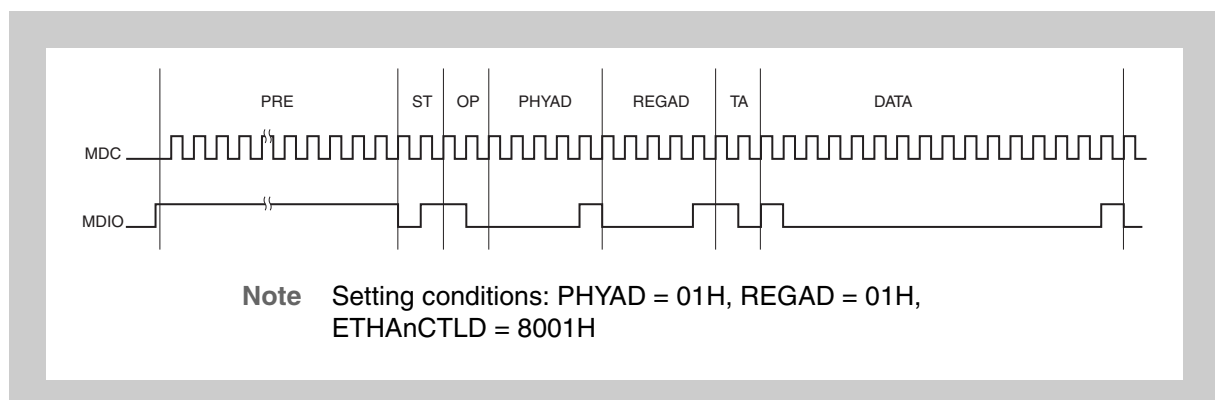 PRE ST OP PHYAD REGAD TA DATA
MDC
MDIO
Note Setting conditions: PHYAD = 01H, REGAD = 01H,
ETHAnCTLD = 8001H